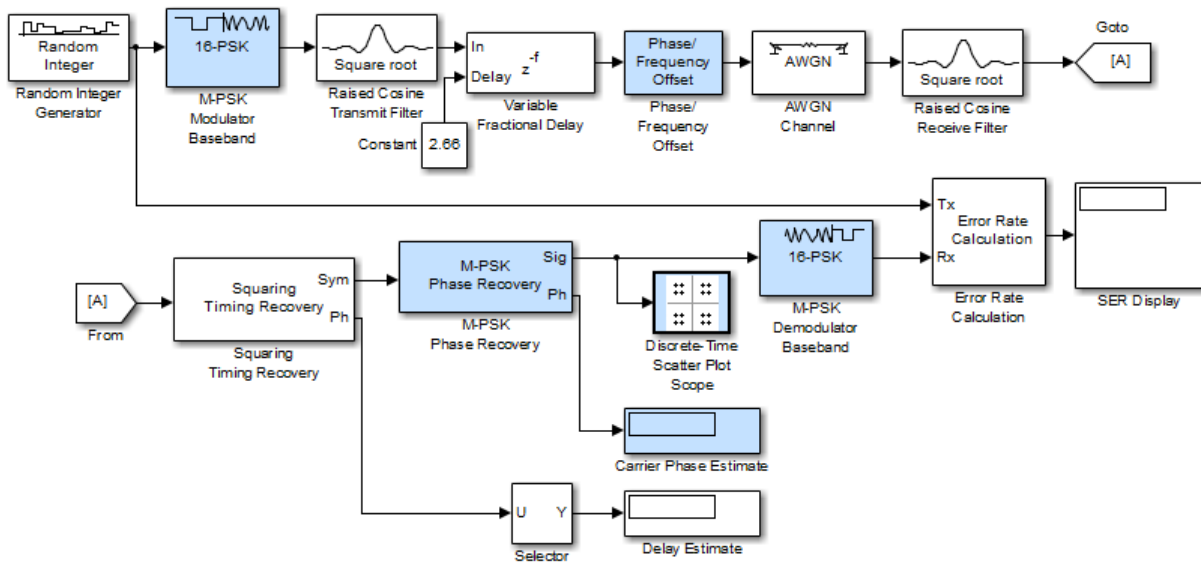 Random
Integer
Random Integer
Generator
16-PSK
M-PSK
Modulator
Baseband
Square root
Raised Cosine
Transmit Filter
Constant
2.66
In
Delay
z-f
Variable
Fractional Delay
Phase/
Frequency
Offset
Phase/
Frequency
Offset
AWGN
AWGN
Channel
Square root
Raised Cosine
Receive Filter
Goto
[A]
[A]
From
Squaring
Timing Recovery
Sym
Ph
Squaring
Timing Recovery
M-PSK
Phase Recovery
Sig
Ph
M-PSK
Phase Recovery
Discrete-Time
Scatter Plot
Scope
16-PSK
M-PSK
Demodulator
Baseband
Tx
Rx
Error Rate
Calculation
Error Rate
Calculation
SER Display
Carrier Phase Estimate
U
Y
Selector
Delay Estimate